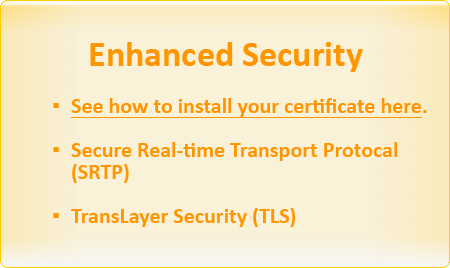 Enhanced Security
▪ See how to install your certificate here.
▪ Secure Real-time Transport Protocal
(SRTP)
▪ TransLayer Security (TLS)